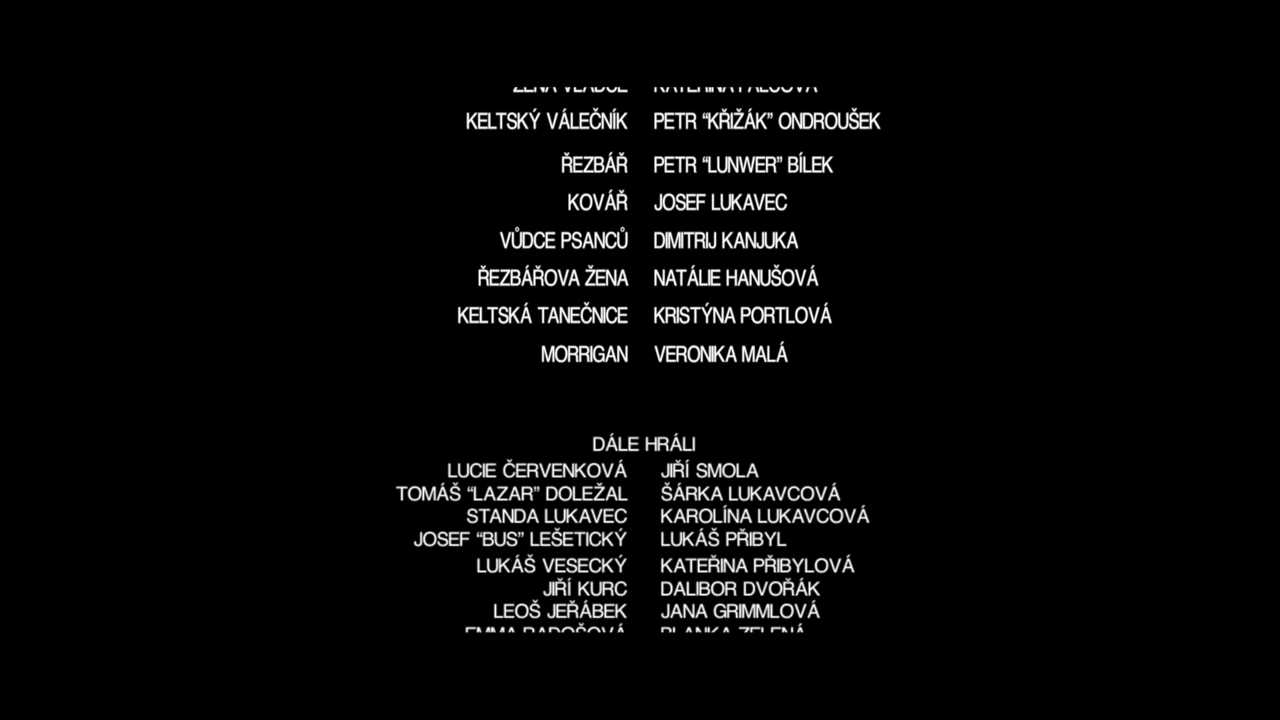 KELTSKÝ VÁLEČNÍK PETR “KŘIŽÁK” ONDROUŠEK
ŘEZBÁŘ PETR “LUNWER” BÍLEK
KOVÁŘ JOSEF LUKAVEC
VŮDCE PSANCŮ DIMITRIJ KANJUKA
ŘEZBÁŘOVA ŽENA NATÁLIE HANUŠOVÁ
KELTSKÁ TANEČNICE KRISTÝNA PORTLOVÁ
MORRIGAN VERONIKA MALÁ
DÁLE HRÁLI
LUCIE ČERVENKOVÁ JIŘÍ SMOLA
TOMÁŠ “LAZAR” DOLEŽAL ŠÁRKA LUKAVCOVÁ
STANDA LUKAVEC KAROLÍNA LUKAVCOVÁ
JOSEF “BUS” LEŠETICKÝ LUKÁŠ PŘIBYL
LUKÁŠ VESECKÝ KATEŘINA PŘIBYLOVÁ
JIŘÍ KURC DALIBOR DVOŘÁK
LEOŠ JEŘÁBEK JANA GRIMMLOVÁ